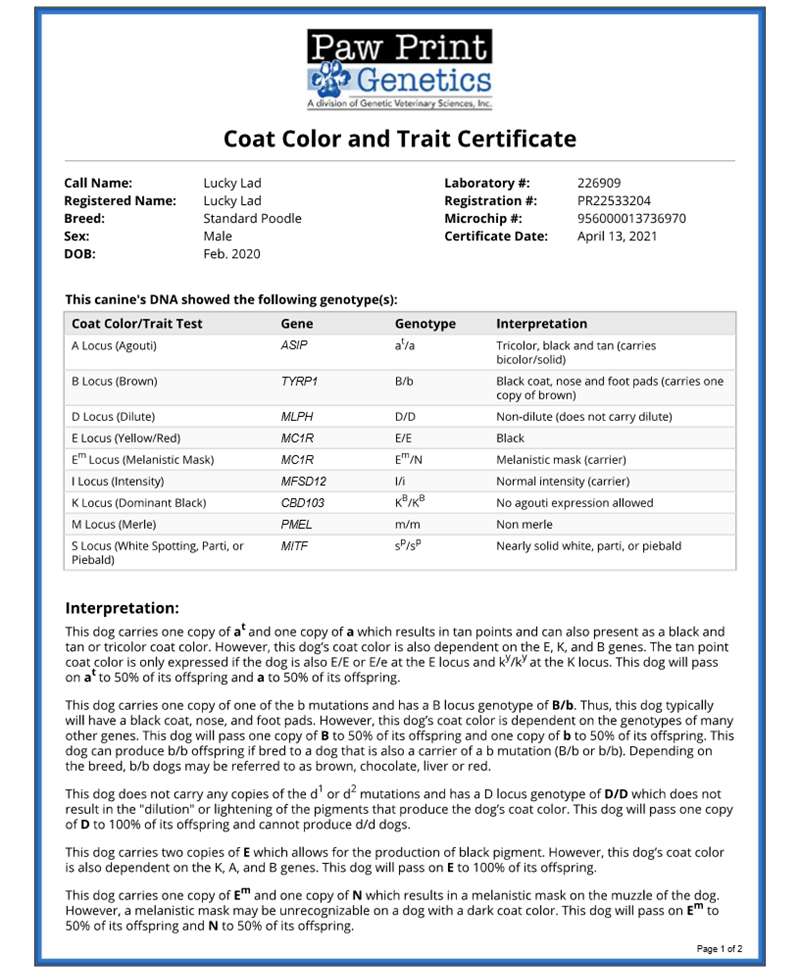 Paw Print
Genetics
A division of Genetic Veterinary Sciences, Inc.
Coat Color and Trait Certificate
Call Name: Lucky Lad Laboratory #: 226909
Registered Name: Lucky Lad Registration #: PR22533204
Breed: Standard Poodle Microchip #: 956000013736970
Sex: Male Certificate Date: April 13, 2021
DOB: Feb. 2020
This canine's DNA showed the following genotype(s):
Coat Color/Trait Test Gene Genotype Interpretation
A Locus (Agouti) ASIP aᵗ/a Tricolor, black and tan (carries
bicolor/solid)
B Locus (Brown) TYRP1 B/b Black coat, nose and foot pads (carries one
copy of brown)
D Locus (Dilute) MLPH D/D Non-dilute (does not carry dilute)
E Locus (Yellow/Red) MC1R E/E Black
Eᵐ Locus (Melanistic Mask) MC1R Eᵐ/N Melanistic mask (carrier)
I Locus (Intensity) MFSD12 I/i Normal intensity (carrier)
K Locus (Dominant Black) CBD103 Kᴮ/Kᴮ No agouti expression allowed
M Locus (Merle) PMEL m/m Non merle
S Locus (White Spotting, Parti, or MITF sᵖ/sᵖ Nearly solid white, parti, or piebald
Piebald)
Interpretation:
This dog carries one copy of aᵗ and one copy of a which results in tan points and can also present as a black and
tan or tricolor coat color. However, this dog's coat color is also dependent on the E, K, and B genes. The tan point
coat color is only expressed if the dog is also E/E or E/e at the E locus and kʸ/kʸ at the K locus. This dog will pass
on aᵗ to 50% of its offspring and a to 50% of its offspring.
This dog carries one copy of one of the b mutations and has a B locus genotype of B/b. Thus, this dog typically
will have a black coat, nose, and foot pads. However, this dog's coat color is dependent on the genotypes of many
other genes. This dog will pass one copy of B to 50% of its offspring and one copy of b to 50% of its offspring. This
dog can produce b/b offspring if bred to a dog that is also a carrier of a b mutation (B/b or b/b). Depending on
the breed, b/b dogs may be referred to as brown, chocolate, liver or red.
This dog does not carry any copies of the d¹ or d² mutations and has a D locus genotype of D/D which does not
result in the "dilution" or lightening of the pigments that produce the dog's coat color. This dog will pass one copy
of D to 100% of its offspring and cannot produce d/d dogs.
This dog carries two copies of E which allows for the production of black pigment. However, this dog's coat color
is also dependent on the K, A, and B genes. This dog will pass on E to 100% of its offspring.
This dog carries one copy of Eᵐ and one copy of N which results in a melanistic mask on the muzzle of the dog.
However, a melanistic mask may be unrecognizable on a dog with a dark coat color. This dog will pass on Eᵐ to
50% of its offspring and N to 50% of its offspring.
Page 1 of 2